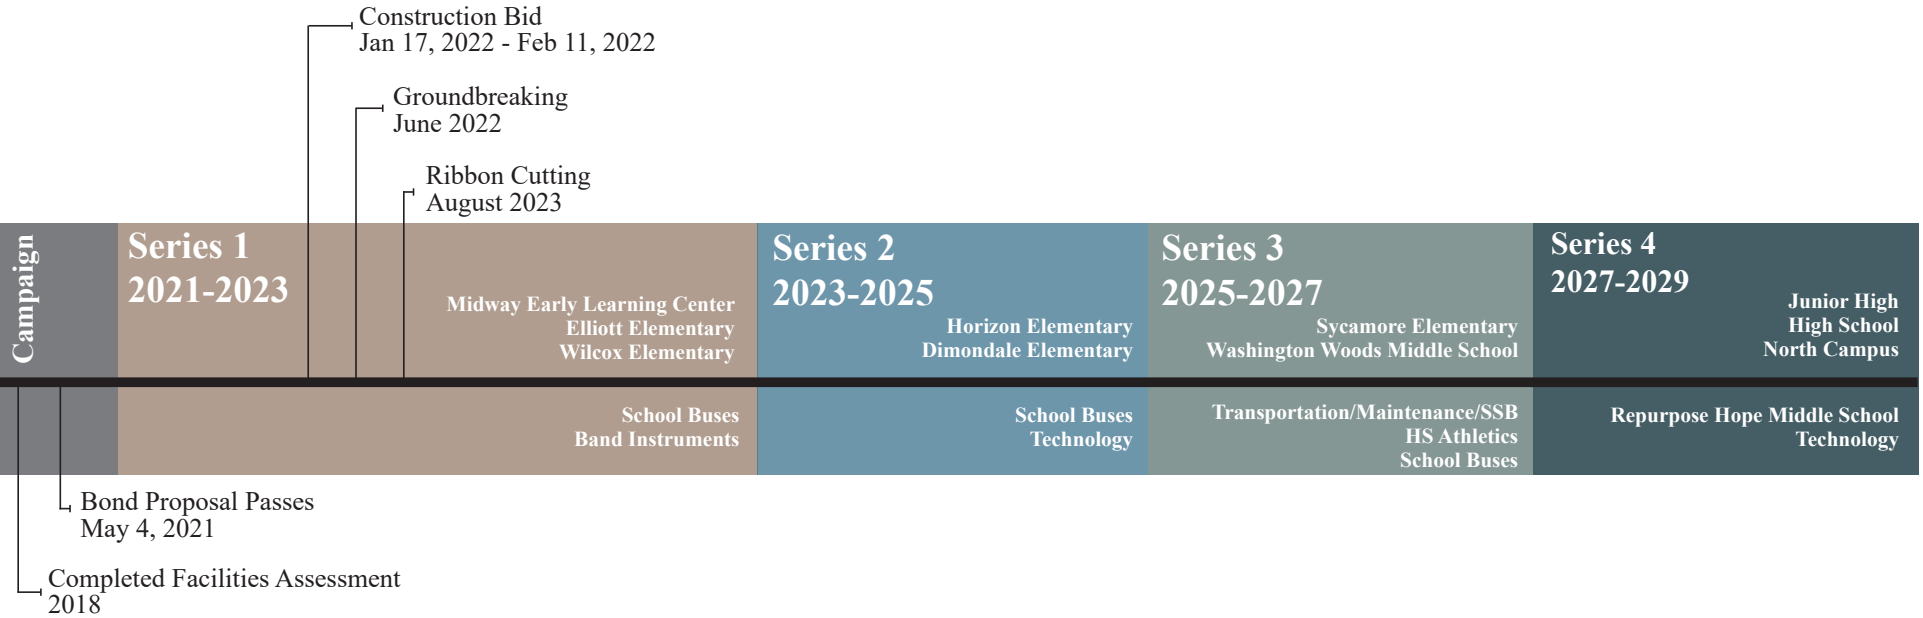 Construction Bid
Jan 17, 2022 - Feb 11, 2022
Groundbreaking
June 2022
Ribbon Cutting
August 2023
Campaign
Series 1
2021-2023
Midway Early Learning Center
Elliott Elementary
Wilcox Elementary
School Buses
Band Instruments
Series 2
2023-2025
Horizon Elementary
Dimondale Elementary
School Buses
Technology
Series 3
2025-2027
Sycamore Elementary
Washington Woods Middle School
Transportation/Maintenance/SSB
HS Athletics
School Buses
Series 4
2027-2029
Junior High
High School
North Campus
Repurpose Hope Middle School
Technology
Bond Proposal Passes
May 4, 2021
Completed Facilities Assessment
2018